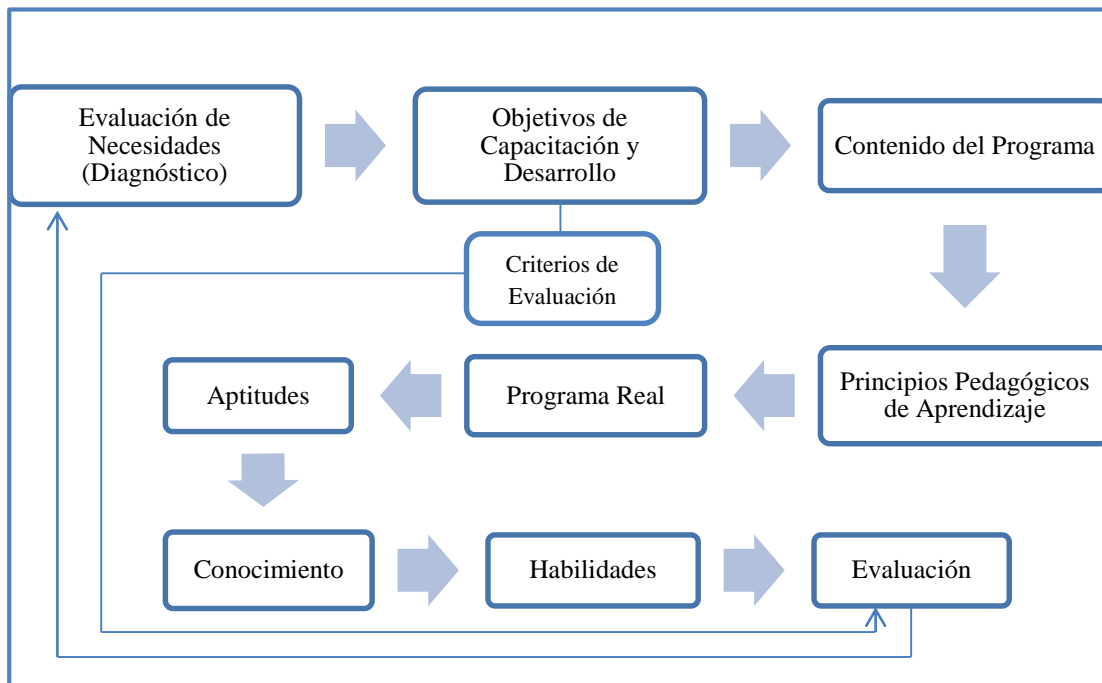 Evaluación de
Necesidades
(Diagnóstico)
Objetivos de
Capacitación y
Desarrollo
Contenido del Programa
Criterios de
Evaluación
Principios Pedagógicos
de Aprendizaje
Programa Real
Aptitudes
Conocimiento
Habilidades
Evaluación